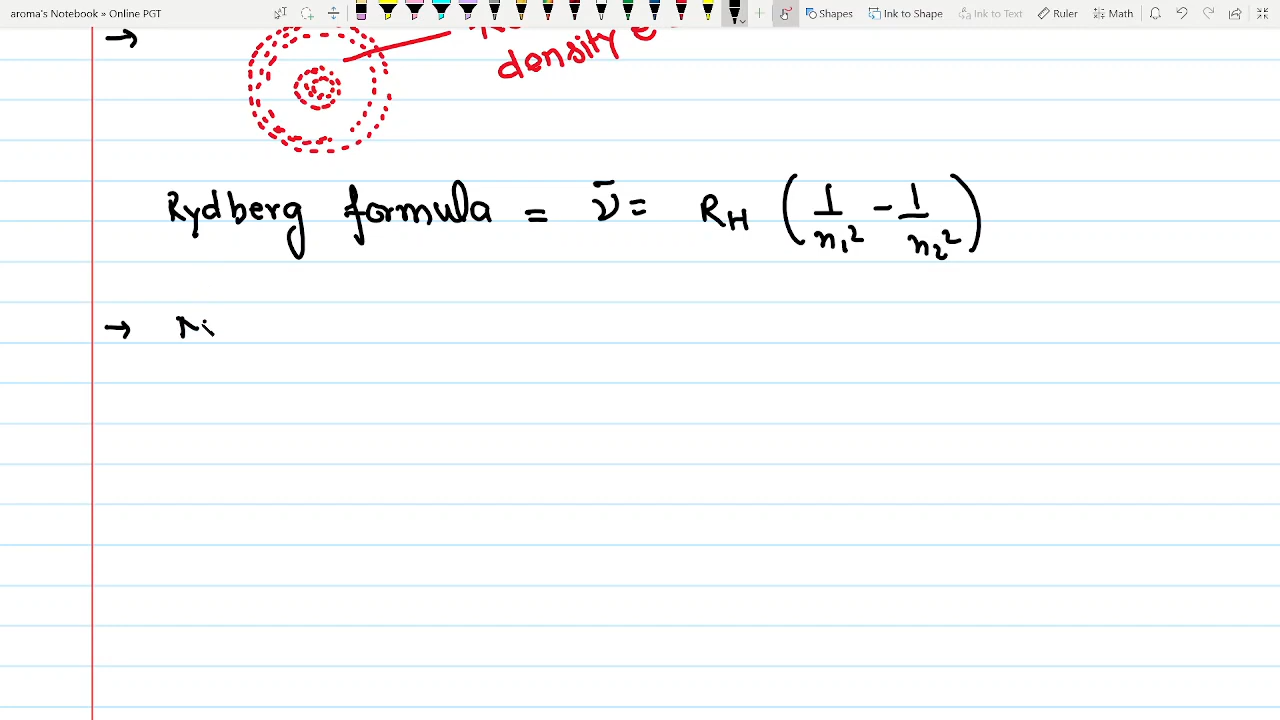 aroma's Notebook » Online PGT
Shapes Ink to Shape Ink to Text Ruler Math
→
density e
Rydberg formula = ν̄ = R_H (1/n₁² - 1/n₂²)
→